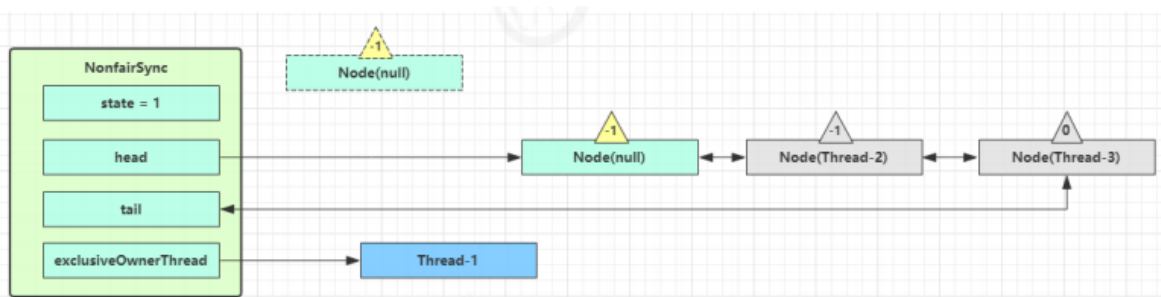 -1
Node(null)
NonfairSync
state = 1
head
-1
Node(null)
-1
Node(Thread-2)
0
Node(Thread-3)
tail
exclusiveOwnerThread
Thread-1